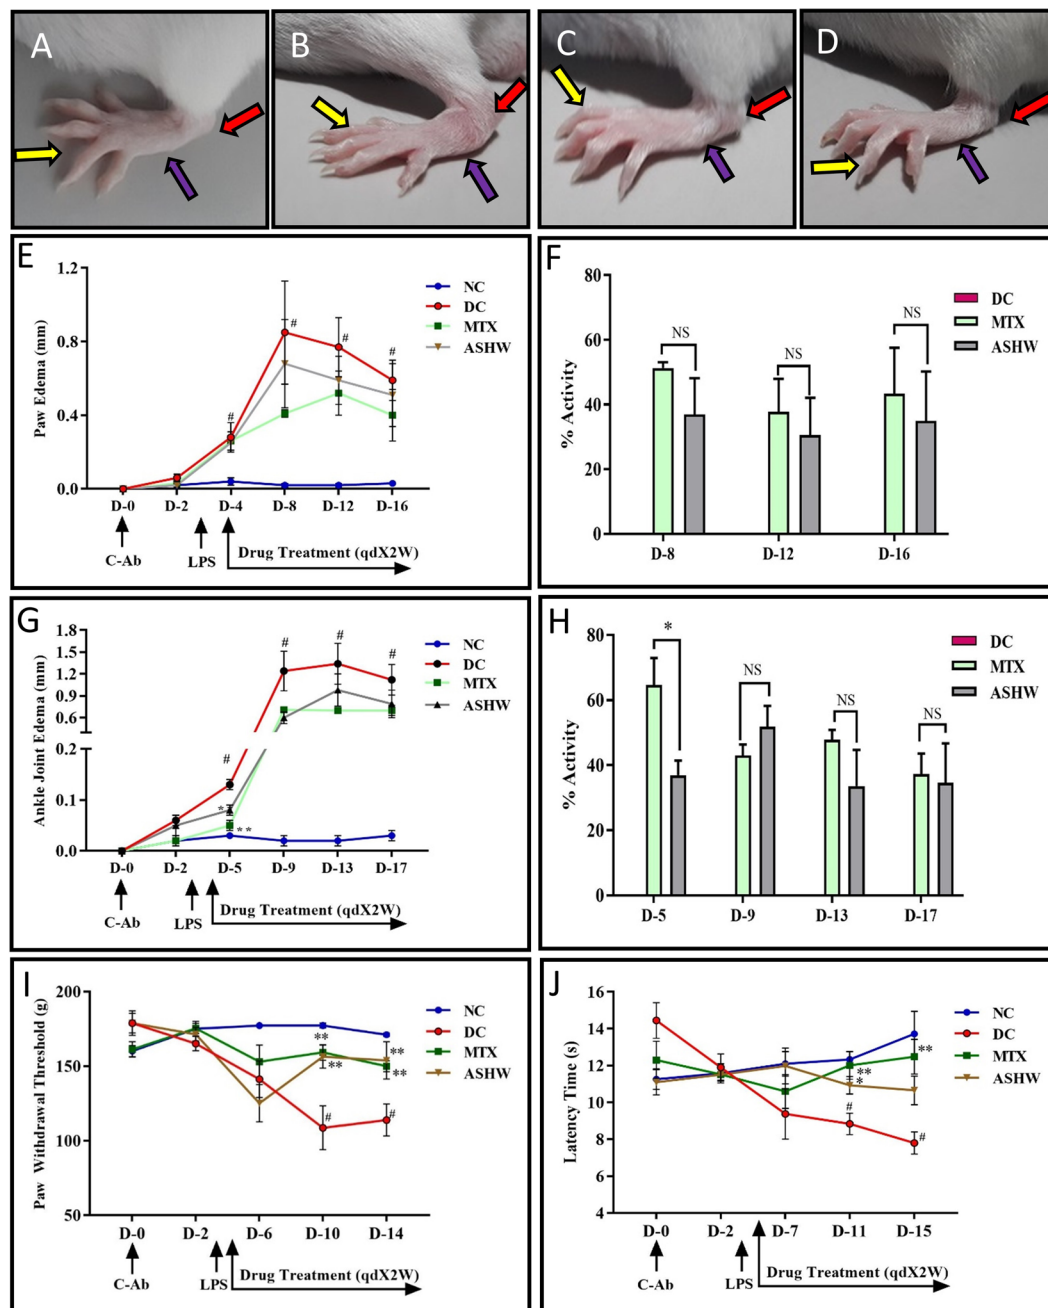 A B C D
E
Paw Edema (mm)
1.2
0.8
0.4
0.0
# # # #
NC
DC
MTX
ASHW
D-0 D-2 D-4 D-8 D-12 D-16
C-Ab LPS Drug Treatment (qdX2W)
F
% Activity
80
60
40
20
0
NS NS NS
DC
MTX
ASHW
D-8 D-12 D-16
G
Ankle Joint Edema (mm)
1.8
1.5
1.2
0.9
0.6
0.2
0.1
0.0
# # # #
*
**
NC
DC
MTX
ASHW
D-0 D-2 D-5 D-9 D-13 D-17
C-Ab LPS Drug Treatment (qdX2W)
H
% Activity
80
60
40
20
0
* NS NS NS
DC
MTX
ASHW
D-5 D-9 D-13 D-17
I
Paw Withdrawal Threshold (g)
200
150
100
50
** **
** **
# #
NC
DC
MTX
ASHW
D-0 D-2 D-6 D-10 D-14
C-Ab LPS Drug Treatment (qdX2W)
J
Latency Time (s)
16
14
12
10
8
6
4
**
**
*
# #
NC
DC
MTX
ASHW
D-0 D-2 D-7 D-11 D-15
C-Ab LPS Drug Treatment (qdX2W)